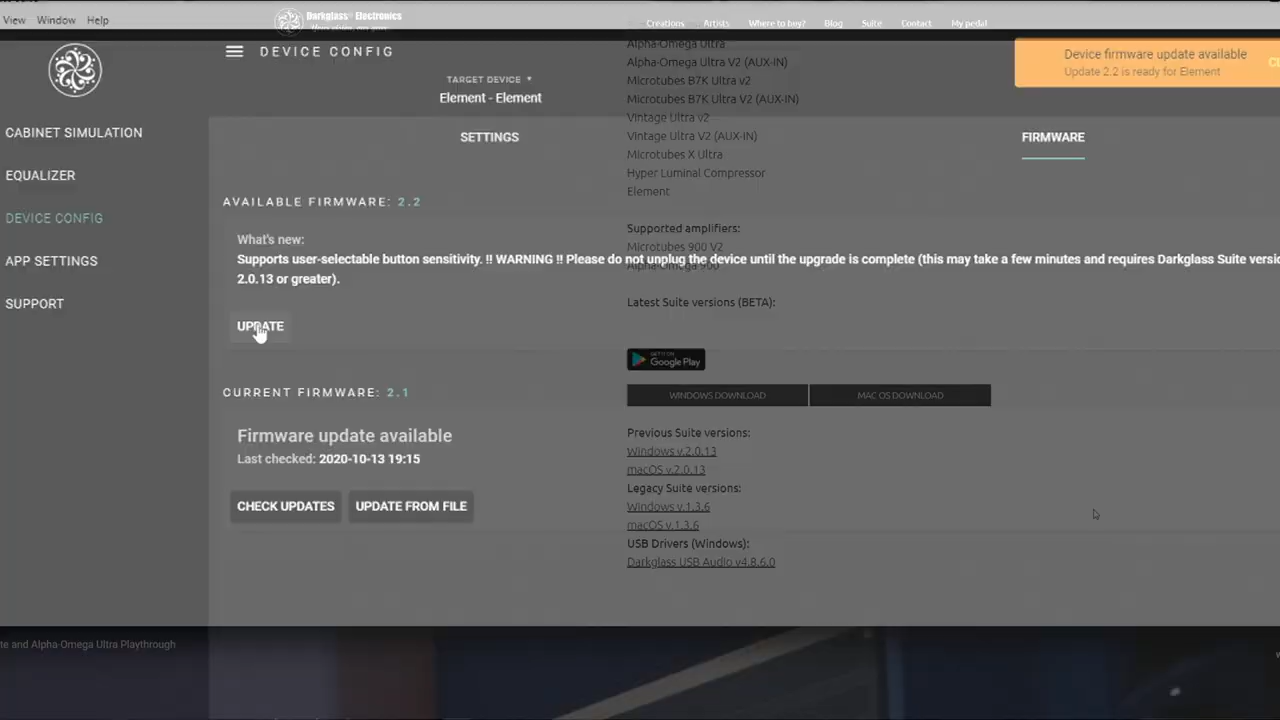 View Window Help
Darkglass® Electronics
Creations Artists Where to buy? Blog Suite Contact My pedal
DEVICE CONFIG
TARGET DEVICE
Element - Element
Device firmware update available
Update 2.2 is ready for Element
CABINET SIMULATION
EQUALIZER
DEVICE CONFIG
APP SETTINGS
SUPPORT
SETTINGS
FIRMWARE
AVAILABLE FIRMWARE: 2.2
What's new:
Supports user-selectable button sensitivity. !! WARNING !! Please do not unplug the device until the upgrade is complete (this may take a few minutes and requires Darkglass Suite versio
2.0.13 or greater).
UPDATE
CURRENT FIRMWARE: 2.1
Firmware update available
Last checked: 2020-10-13 19:15
CHECK UPDATES UPDATE FROM FILE
Alpha·Omega Ultra
Alpha·Omega Ultra V2 (AUX-IN)
Microtubes B7K Ultra v2
Microtubes B7K Ultra V2 (AUX-IN)
Vintage Ultra v2
Vintage Ultra V2 (AUX-IN)
Microtubes X Ultra
Hyper Luminal Compressor
Element
Supported amplifiers:
Microtubes 900 V2
Alpha·Omega 900
Latest Suite versions (BETA):
GET IT ON
Google Play
WINDOWS DOWNLOAD MAC OS DOWNLOAD
Previous Suite versions:
Windows v.2.0.13
macOS v.2.0.13
Legacy Suite versions:
Windows v.1.3.6
macOS v.1.3.6
USB Drivers (Windows):
Darkglass USB Audio v4.8.6.0
te and Alpha·Omega Ultra Playthrough